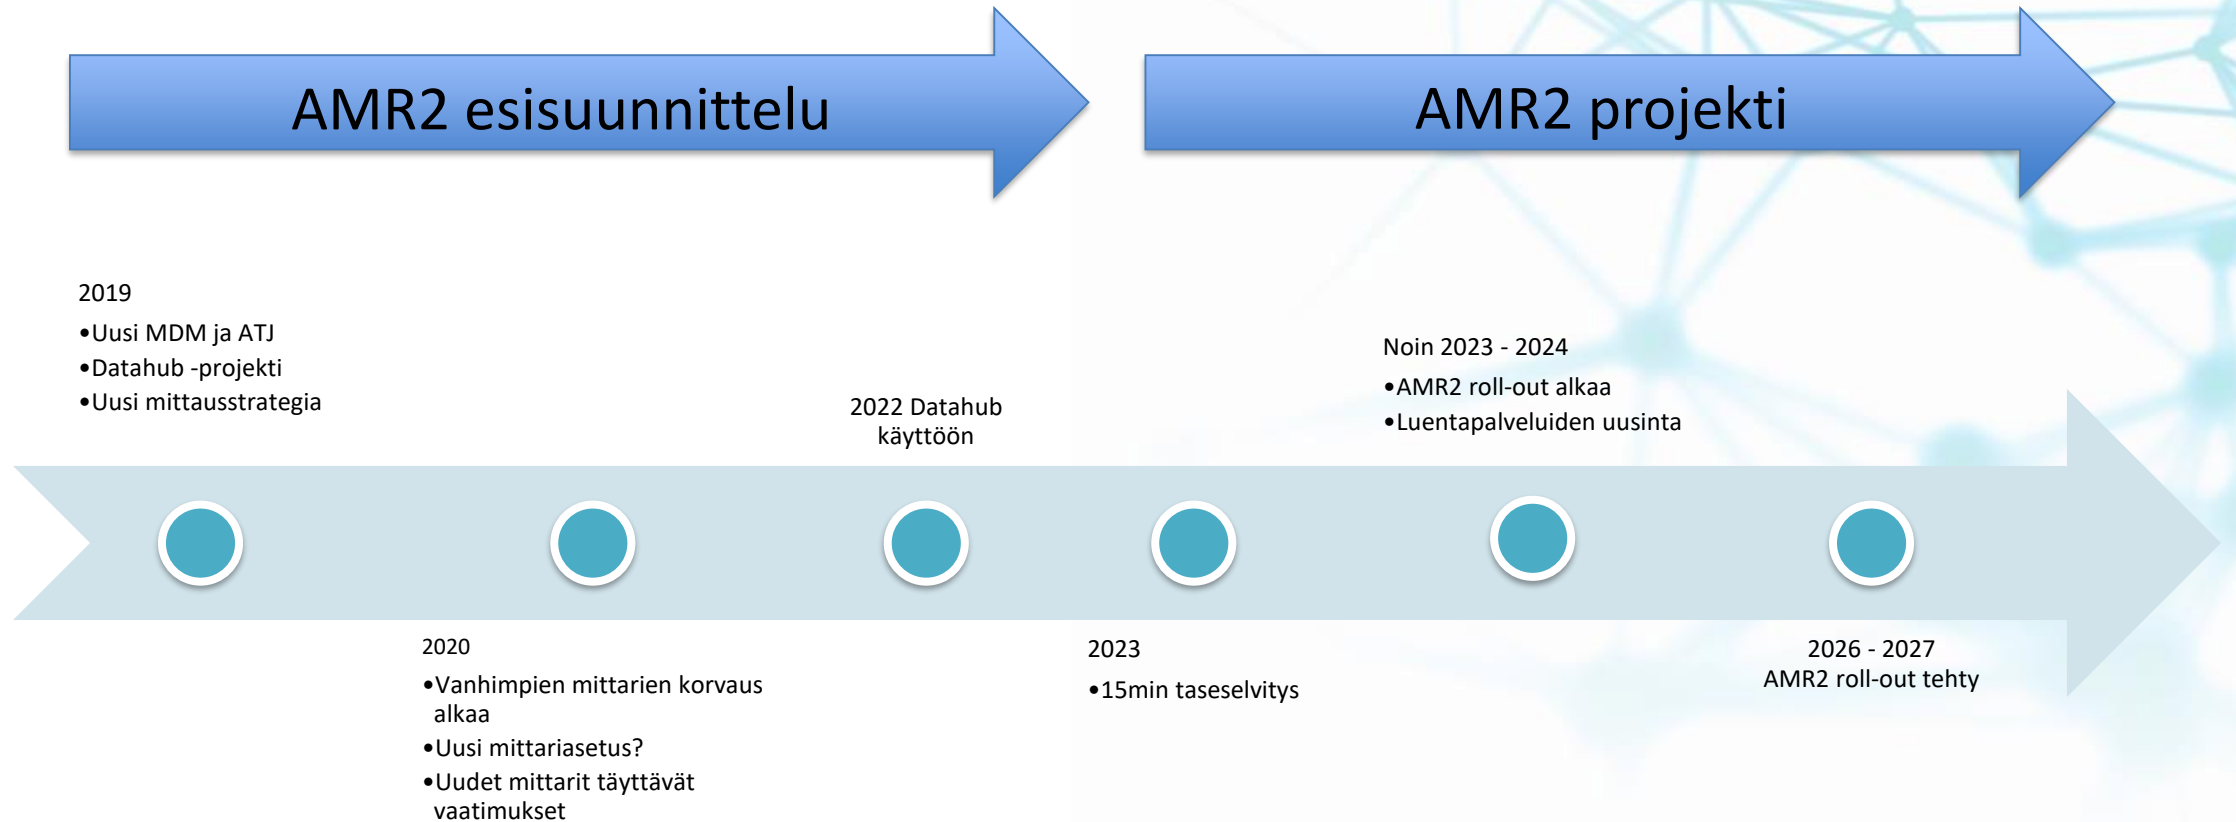 AMR2 esisuunnittelu
AMR2 projekti
2019
•Uusi MDM ja ATJ
•Datahub -projekti
•Uusi mittausstrategia
2020
•Vanhimpien mittarien korvaus
alkaa
•Uusi mittariasetus?
•Uudet mittarit täyttävät
vaatimukset
2022 Datahub
käyttöön
2023
•15min taseselvitys
Noin 2023 - 2024
•AMR2 roll-out alkaa
•Luentapalveluiden uusinta
2026 - 2027
AMR2 roll-out tehty